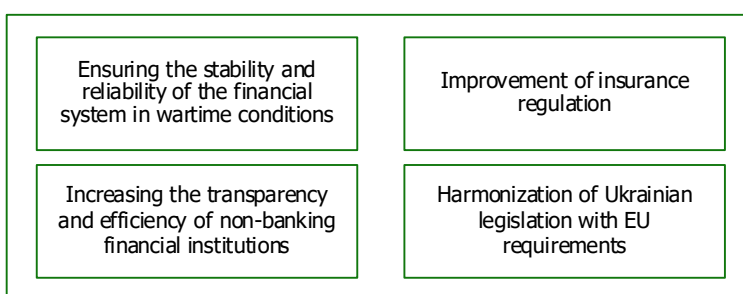 Ensuring the stability and
reliability of the financial
system in wartime conditions
Improvement of insurance
regulation
Increasing the transparency
and efficiency of non-banking
financial institutions
Harmonization of Ukrainian
legislation with EU
requirements